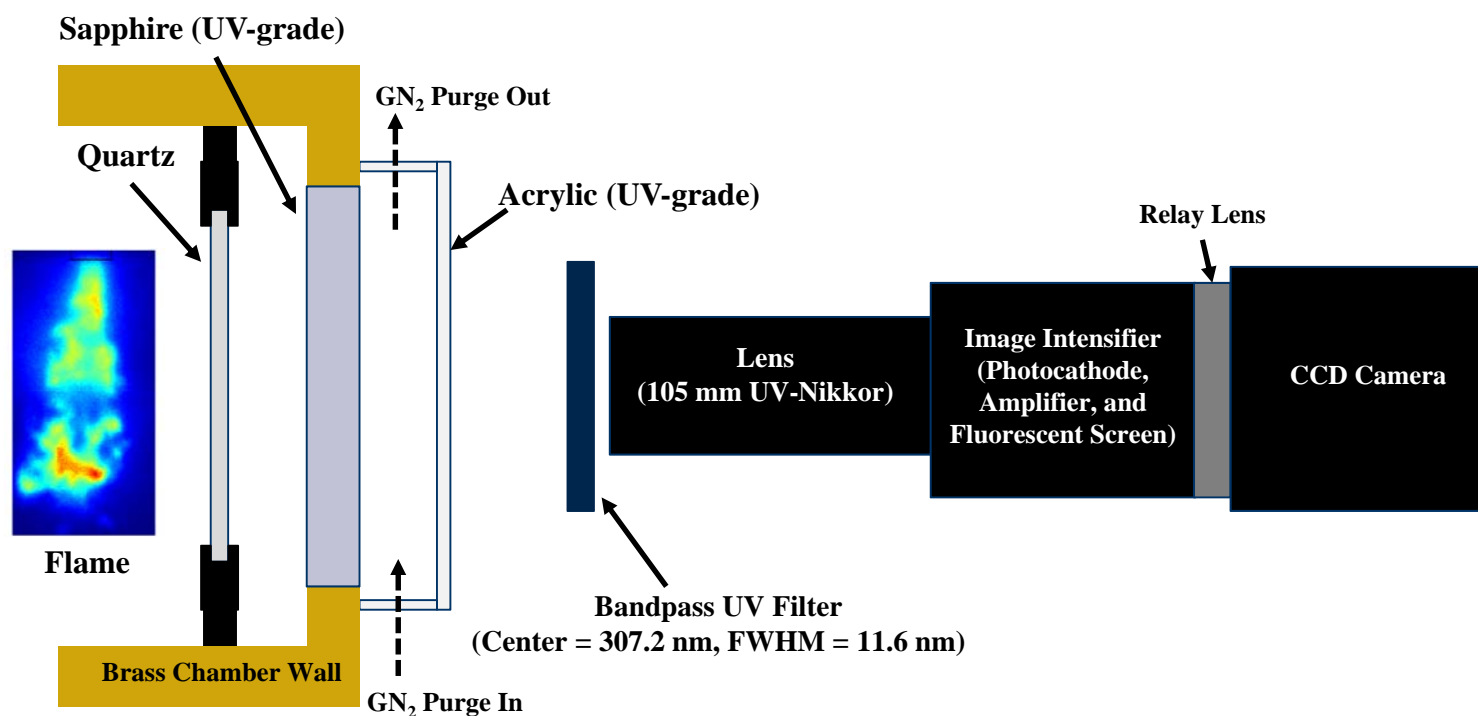 Sapphire (UV-grade)
GN₂ Purge Out
Quartz
Acrylic (UV-grade)
Relay Lens
Lens
(105 mm UV-Nikkor)
Image Intensifier
(Photocathode,
Amplifier, and
Fluorescent Screen)
CCD Camera
Flame
Bandpass UV Filter
(Center = 307.2 nm, FWHM = 11.6 nm)
Brass Chamber Wall
GN₂ Purge In